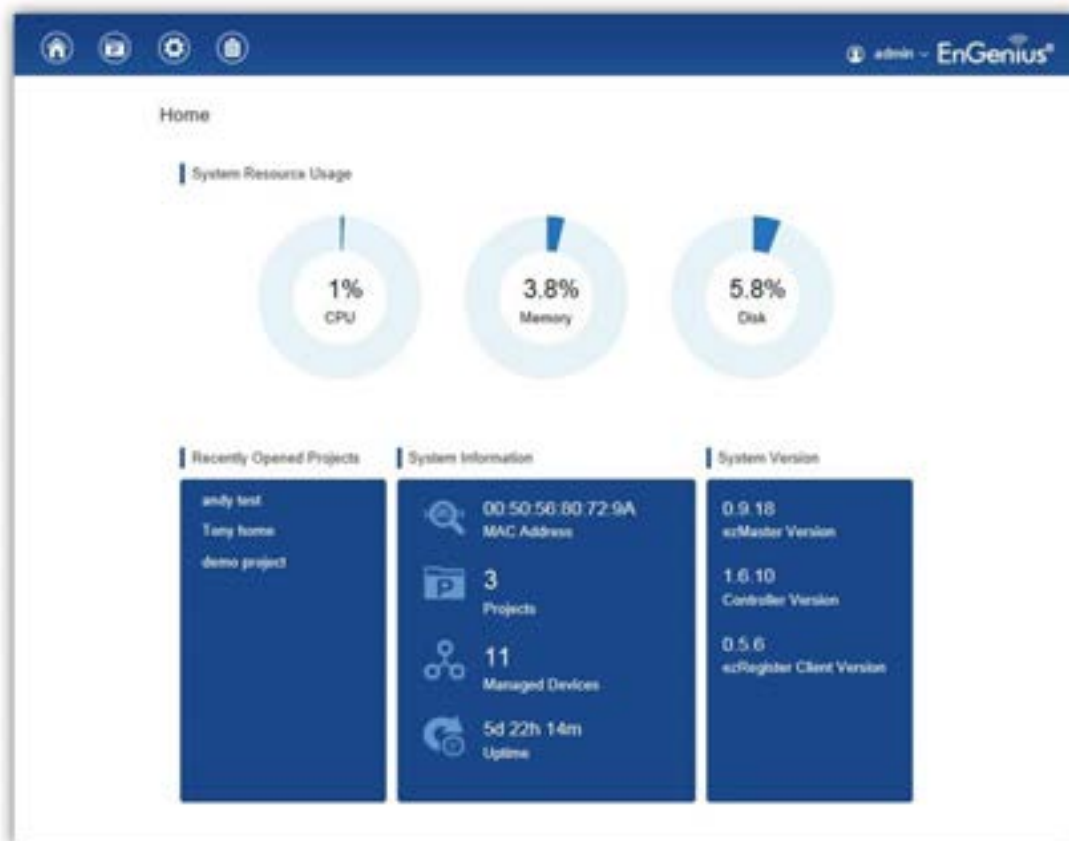 admin
EnGenius®
Home
System Resource Usage
1%
CPU
3.8%
Memory
5.8%
Disk
Recently Opened Projects
andy test
Tony home
demo project
System Information
00:50:56:80:72:9A
MAC Address
3
Projects
11
Managed Devices
5d 22h 14m
Uptime
System Version
0.9.18
ezMaster Version
1.6.10
Controller Version
0.5.6
ezRegister Client Version